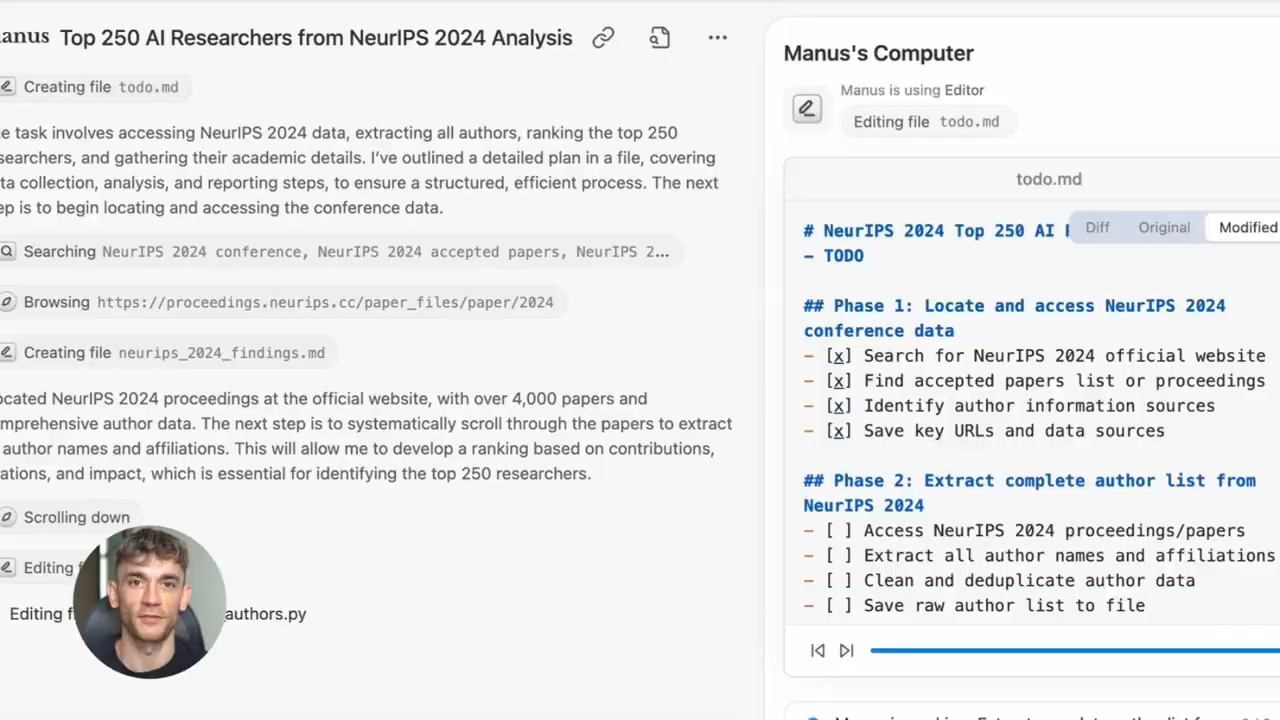 anus Top 250 AI Researchers from NeurIPS 2024 Analysis
Creating file todo.md
e task involves accessing NeurIPS 2024 data, extracting all authors, ranking the top 250
searchers, and gathering their academic details. I've outlined a detailed plan in a file, covering
ta collection, analysis, and reporting steps, to ensure a structured, efficient process. The next
ep is to begin locating and accessing the conference data.
Searching NeurIPS 2024 conference, NeurIPS 2024 accepted papers, NeurIPS 2...
Browsing https://proceedings.neurips.cc/paper_files/paper/2024
Creating file neurips_2024_findings.md
ocated NeurIPS 2024 proceedings at the official website, with over 4,000 papers and
mprehensive author data. The next step is to systematically scroll through the papers to extract
author names and affiliations. This will allow me to develop a ranking based on contributions,
ations, and impact, which is essential for identifying the top 250 researchers.
Scrolling down
Editing f
Editing f authors.py
Manus's Computer
Manus is using Editor
Editing file todo.md
todo.md
Diff Original Modified
# NeurIPS 2024 Top 250 AI
- TODO
## Phase 1: Locate and access NeurIPS 2024
conference data
- [x] Search for NeurIPS 2024 official website
- [x] Find accepted papers list or proceedings
- [x] Identify author information sources
- [x] Save key URLs and data sources
## Phase 2: Extract complete author list from
NeurIPS 2024
- [ ] Access NeurIPS 2024 proceedings/papers
- [ ] Extract all author names and affiliations
- [ ] Clean and deduplicate author data
- [ ] Save raw author list to file